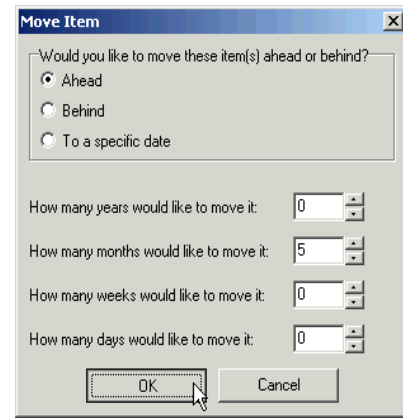 Move Item
Would you like to move these item(s) ahead or behind?
Ahead
Behind
To a specific date
How many years would like to move it: 0
How many months would like to move it: 5
How many weeks would like to move it: 0
How many days would like to move it: 0
OK Cancel